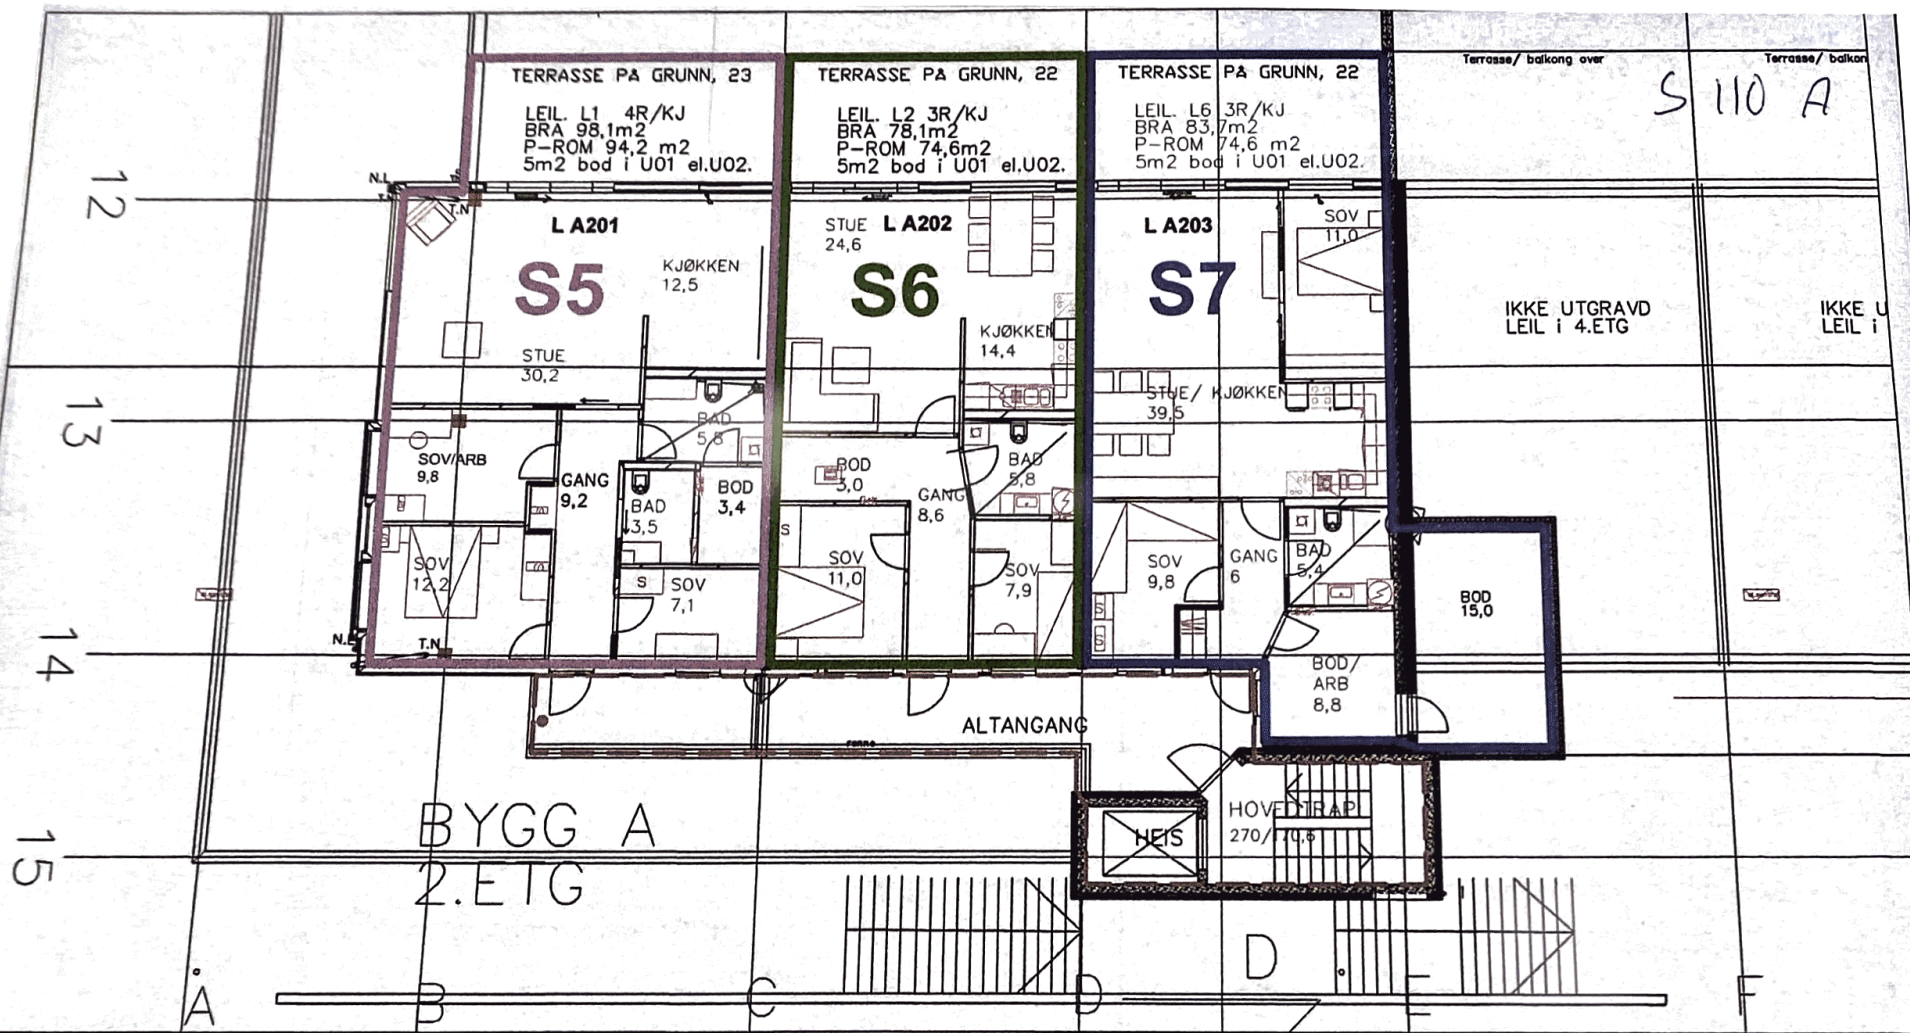 Terrasse/ balkong over
Terrasse/ balkon
S 110 A
TERRASSE PÅ GRUNN, 23
LEIL. L1 4R/KJ
BRA 98,1m2
P-ROM 94,2 m2
5m2 bod i U01 el.U02.
TERRASSE PÅ GRUNN, 22
LEIL. L2 3R/KJ
BRA 78,1m2
P-ROM 74,6m2
5m2 bod i U01 el.U02.
TERRASSE PÅ GRUNN, 22
LEIL. L6 3R/KJ
BRA 83,7m2
P-ROM 74,6 m2
5m2 bod i U01 el.U02.
12
N.L
T.N
L A201
S5
KJØKKEN
12,5
STUE
30,2
STUE
24,6
L A202
S6
KJØKKEN
14,4
L A203
S7
SOV
11,0
STUE/ KJØKKEN
39,5
IKKE UTGRAVD
LEIL i 4.ETG
IKKE U
LEIL i
13
SOV/ARB
9,8
GANG
9,2
BAD
5,8
BAD
3,5
BOD
3,4
SOV
12,2
S
SOV
7,1
S
BOD
3,0
GANG
8,6
BAD
5,8
S
SOV
11,0
SOV
7,9
SOV
9,8
S
S
GANG
6
BAD
5,4
BOD
15,0
BOD/
ARB
8,8
14
N.L
T.N
ALTANGANG
renne
HEIS
HOVEDTRAP
270/170,6
BYGG A
2.ETG
15
A
B
C
D
D
E
F